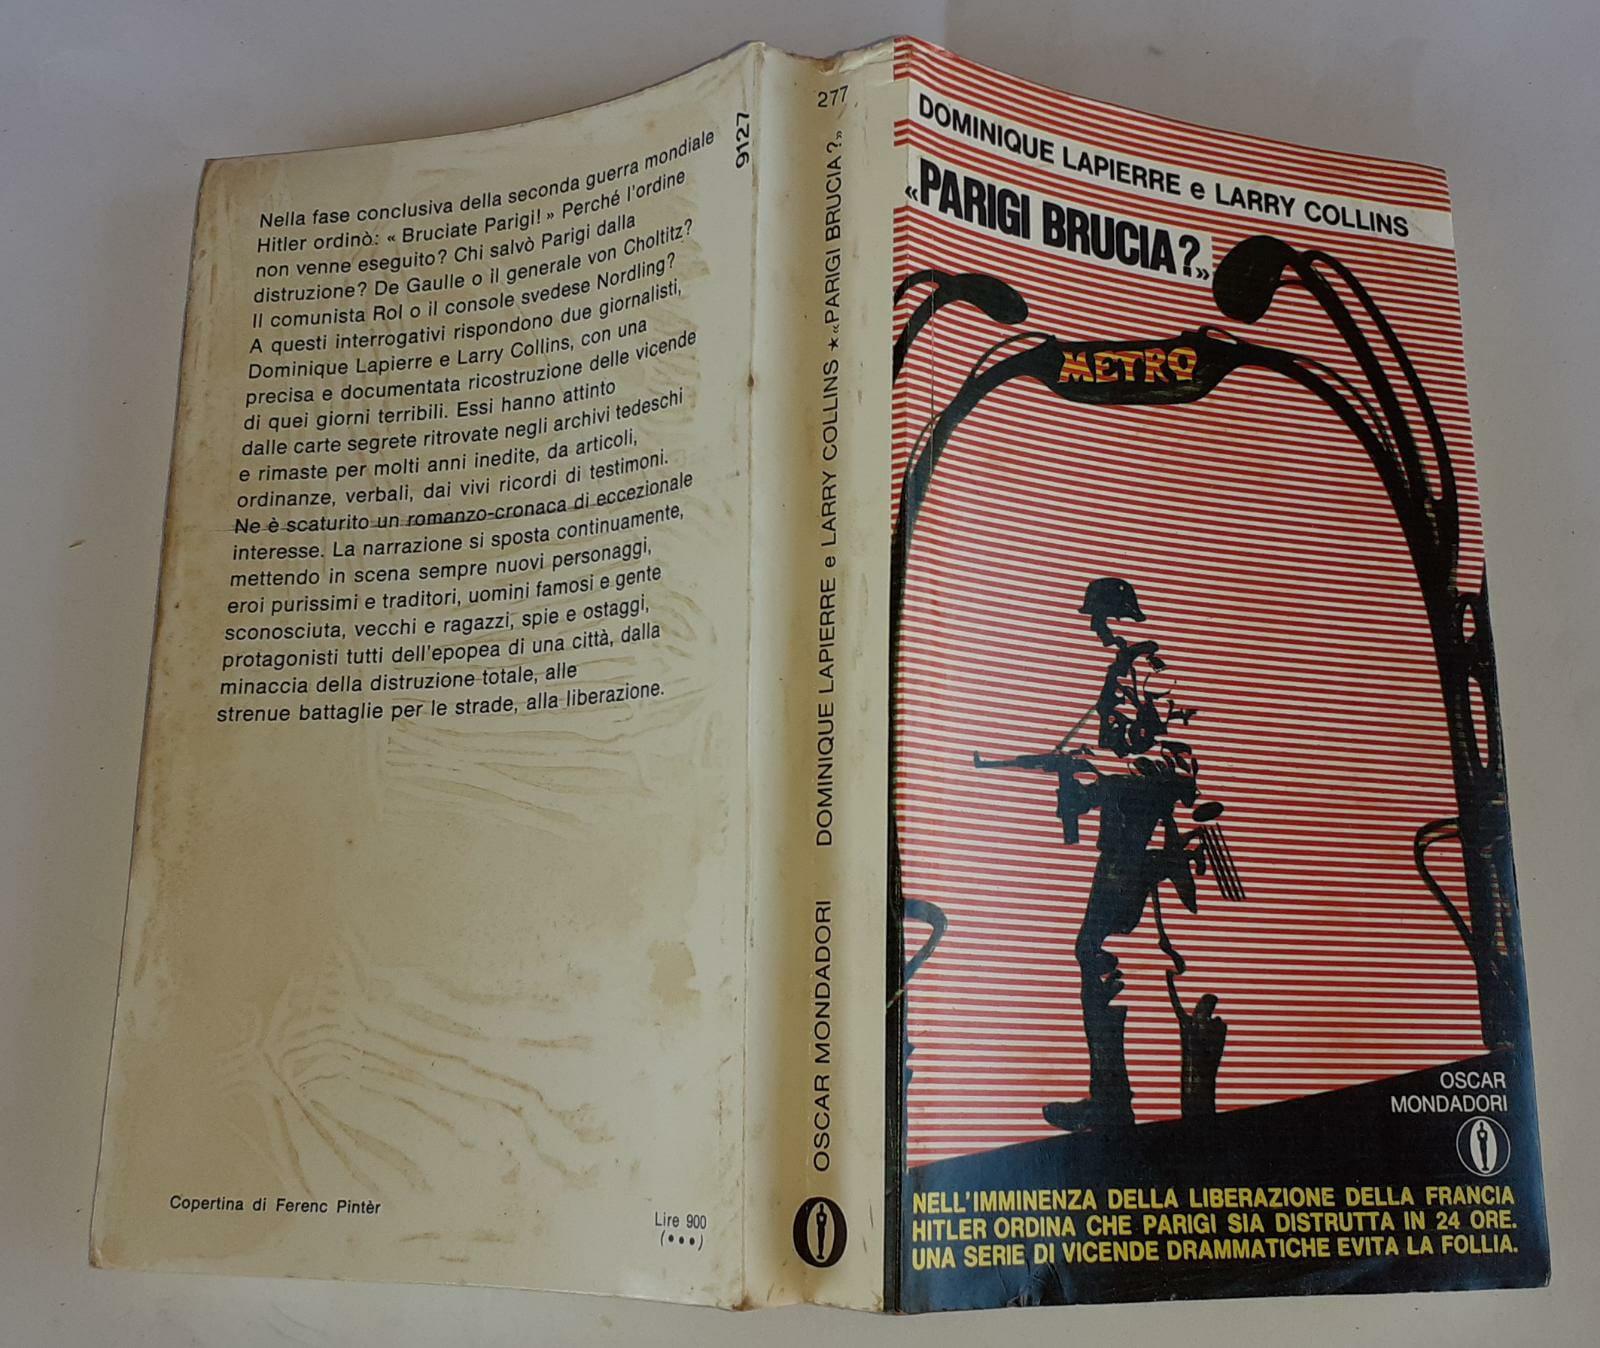 Nella fase conclusiva della seconda guerra mondiale
Hitler ordinò: « Bruciate Parigi! » Perché l'ordine
non venne eseguito? Chi salvò Parigi dalla
distruzione? De Gaulle o il generale von Choltitz?
Il comunista Rol o il console svedese Nordling?
A questi interrogativi rispondono due giornalisti,
Dominique Lapierre e Larry Collins, con una
precisa e documentata ricostruzione delle vicende
di quei giorni terribili. Essi hanno attinto
dalle carte segrete ritrovate negli archivi tedeschi
e rimaste per molti anni inedite, da articoli,
ordinanze, verbali, dai vivi ricordi di testimoni.
Ne è scaturito un romanzo-cronaca di eccezionale
interesse. La narrazione si sposta continuamente,
mettendo in scena sempre nuovi personaggi,
eroi purissimi e traditori, uomini famosi e gente
sconosciuta, vecchi e ragazzi, spie e ostaggi,
protagonisti tutti dell'epopea di una città, dalla
minaccia della distruzione totale, alle
strenue battaglie per le strade, alla liberazione.
9127
Copertina di Ferenc Pintèr
Lire 900
(•••)
277
OSCAR MONDADORI DOMINIQUE LAPIERRE e LARRY COLLINS ★ «PARIGI BRUCIA?»
DOMINIQUE LAPIERRE e LARRY COLLINS
«PARIGI BRUCIA?»
METRO
OSCAR
MONDADORI
NELL'IMMINENZA DELLA LIBERAZIONE DELLA FRANCIA
HITLER ORDINA CHE PARIGI SIA DISTRUTTA IN 24 ORE.
UNA SERIE DI VICENDE DRAMMATICHE EVITA LA FOLLIA.